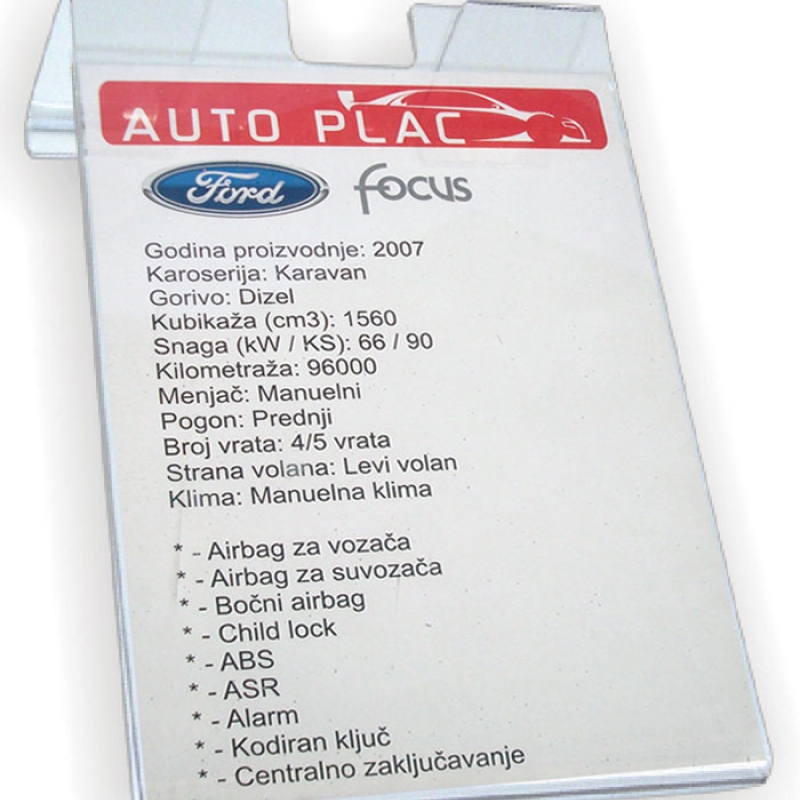 AUTO PLAC
Ford Focus
Godina proizvodnje: 2007
Karoserija: Karavan
Gorivo: Dizel
Kubikaža (cm3): 1560
Snaga (kW / KS): 66 / 90
Kilometraža: 96000
Menjač: Manuelni
Pogon: Prednji
Broj vrata: 4/5 vrata
Strana volana: Levi volan
Klima: Manuelna klima
* - Airbag za vozača
* - Airbag za suvozača
* - Bočni airbag
* - Child lock
* - ABS
* - ASR
* - Alarm
* - Kodiran ključ
* - Centralno zaključavanje